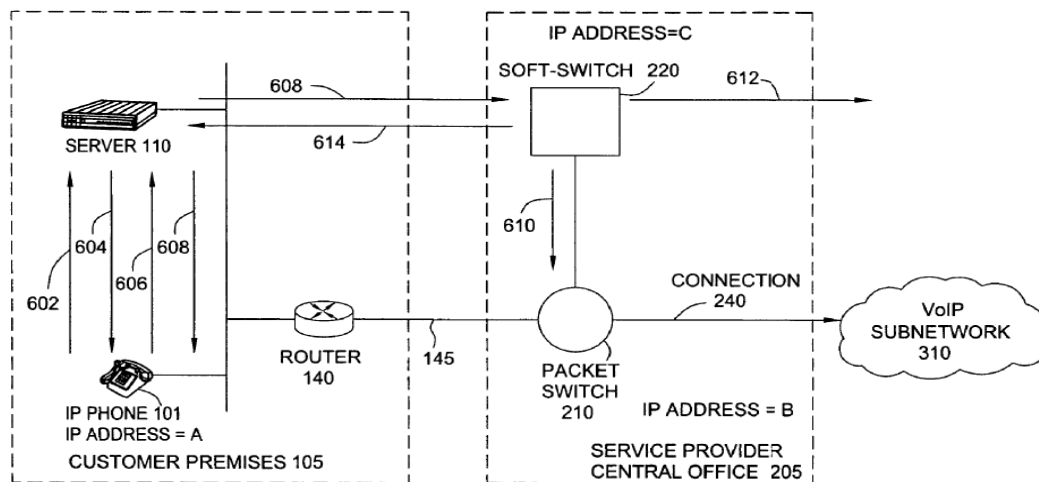 IP ADDRESS=C
SOFT-SWITCH 220
608
612
614
SERVER 110
610
604
608
602
606
CONNECTION
240
VoIP
SUBNETWORK
310
ROUTER
140
145
PACKET
SWITCH
210
IP PHONE 101
IP ADDRESS = A
IP ADDRESS = B
CUSTOMER PREMISES 105
SERVICE PROVIDER
CENTRAL OFFICE 205